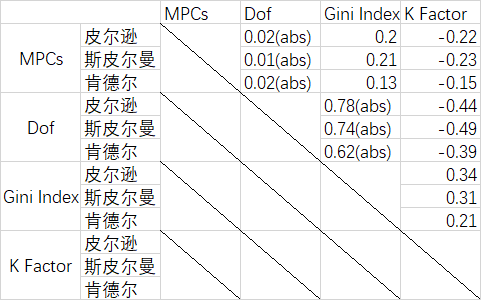 MPCs Dof Gini Index K Factor
MPCs 皮尔逊 0.02(abs) 0.2 -0.22
斯皮尔曼 0.01(abs) 0.21 -0.23
肯德尔 0.02(abs) 0.13 -0.15
Dof 皮尔逊 0.78(abs) -0.44
斯皮尔曼 0.74(abs) -0.49
肯德尔 0.62(abs) -0.39
Gini Index 皮尔逊 0.34
斯皮尔曼 0.31
肯德尔 0.21
K Factor 皮尔逊
斯皮尔曼
肯德尔